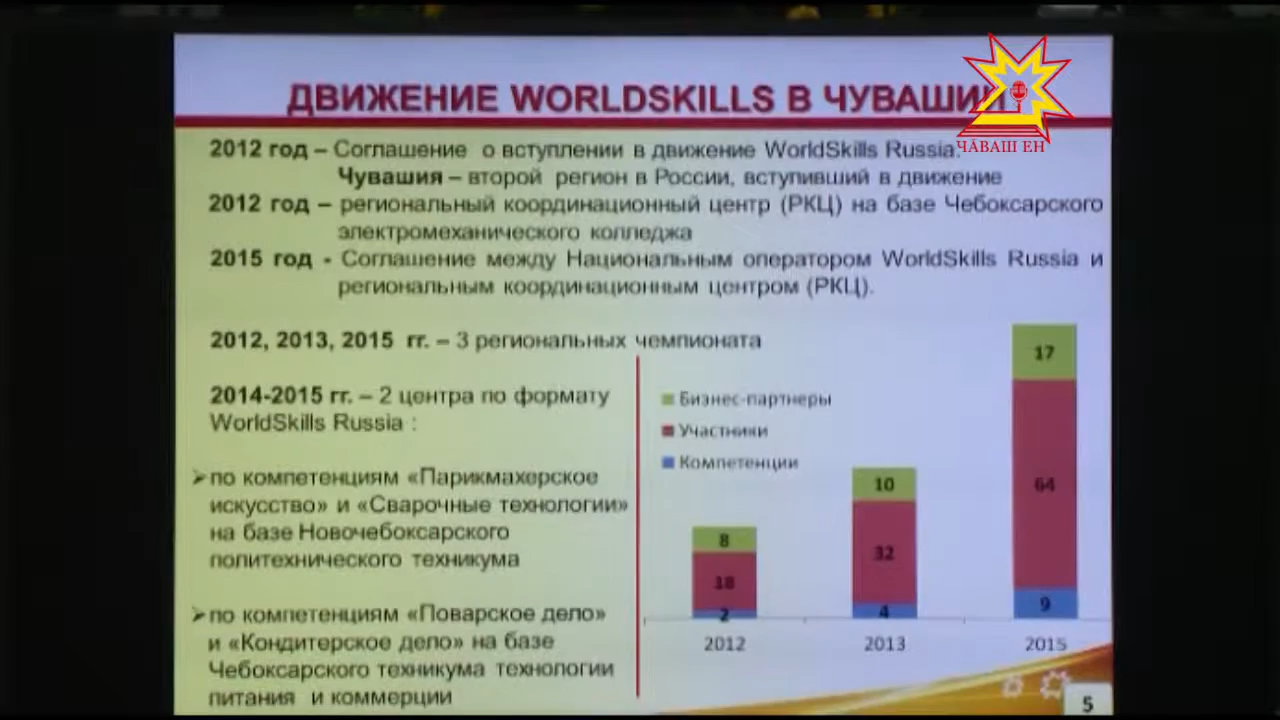 ДВИЖЕНИЕ WORLDSKILLS В ЧУВАШИИ
ЧӐВАШ ЕН
2012 год – Соглашение о вступлении в движение WorldSkills Russia.
Чувашия – второй регион в России, вступивший в движение
2012 год – региональный координационный центр (РКЦ) на базе Чебоксарского
электромеханического колледжа
2015 год - Соглашение между Национальным оператором WorldSkills Russia и
региональным координационным центром (РКЦ).
2012, 2013, 2015 гг. – 3 региональных чемпионата
2014-2015 гг. – 2 центра по формату
WorldSkills Russia :
по компетенциям «Парикмахерское
искусство» и «Сварочные технологии»
на базе Новочебоксарского
политехнического техникума
по компетенциям «Поварское дело»
и «Кондитерское дело» на базе
Чебоксарского техникума технологии
питания и коммерции
Бизнес-партнеры
Участники
Компетенции
8
18
2
2012
10
32
4
2013
17
64
9
2015
5